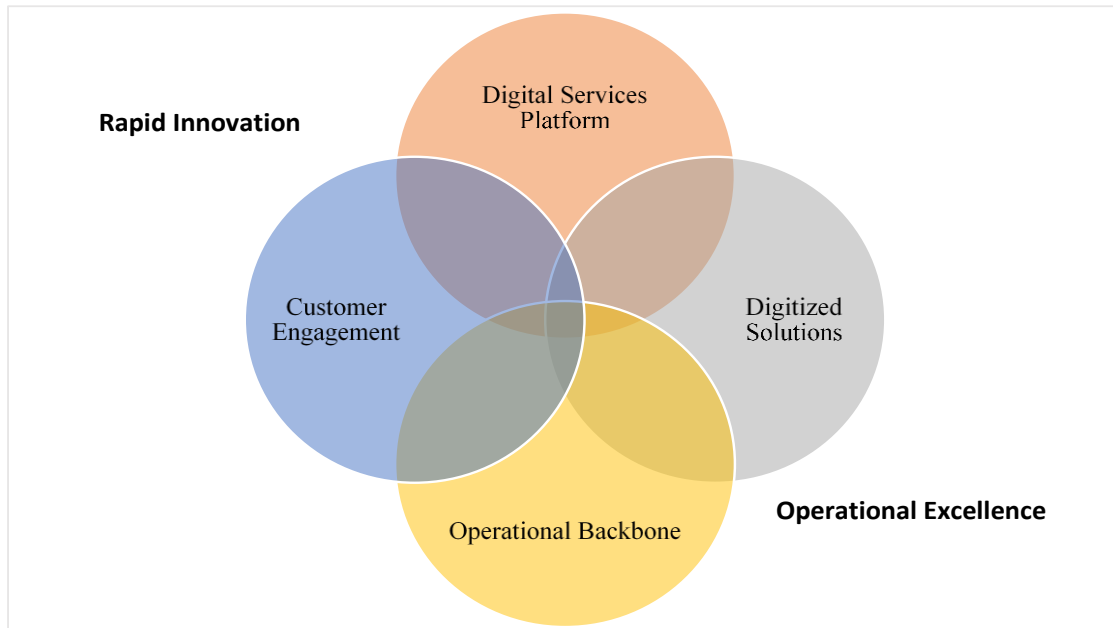 Digital Services
Platform
Rapid Innovation
Customer
Engagement
Digitized
Solutions
Operational Excellence
Operational Backbone